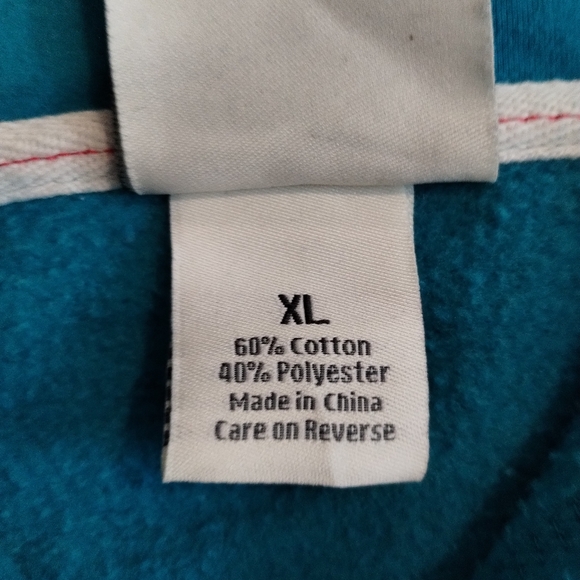 XL
60% Cotton
40% Polyester
Made in China
Care on Reverse